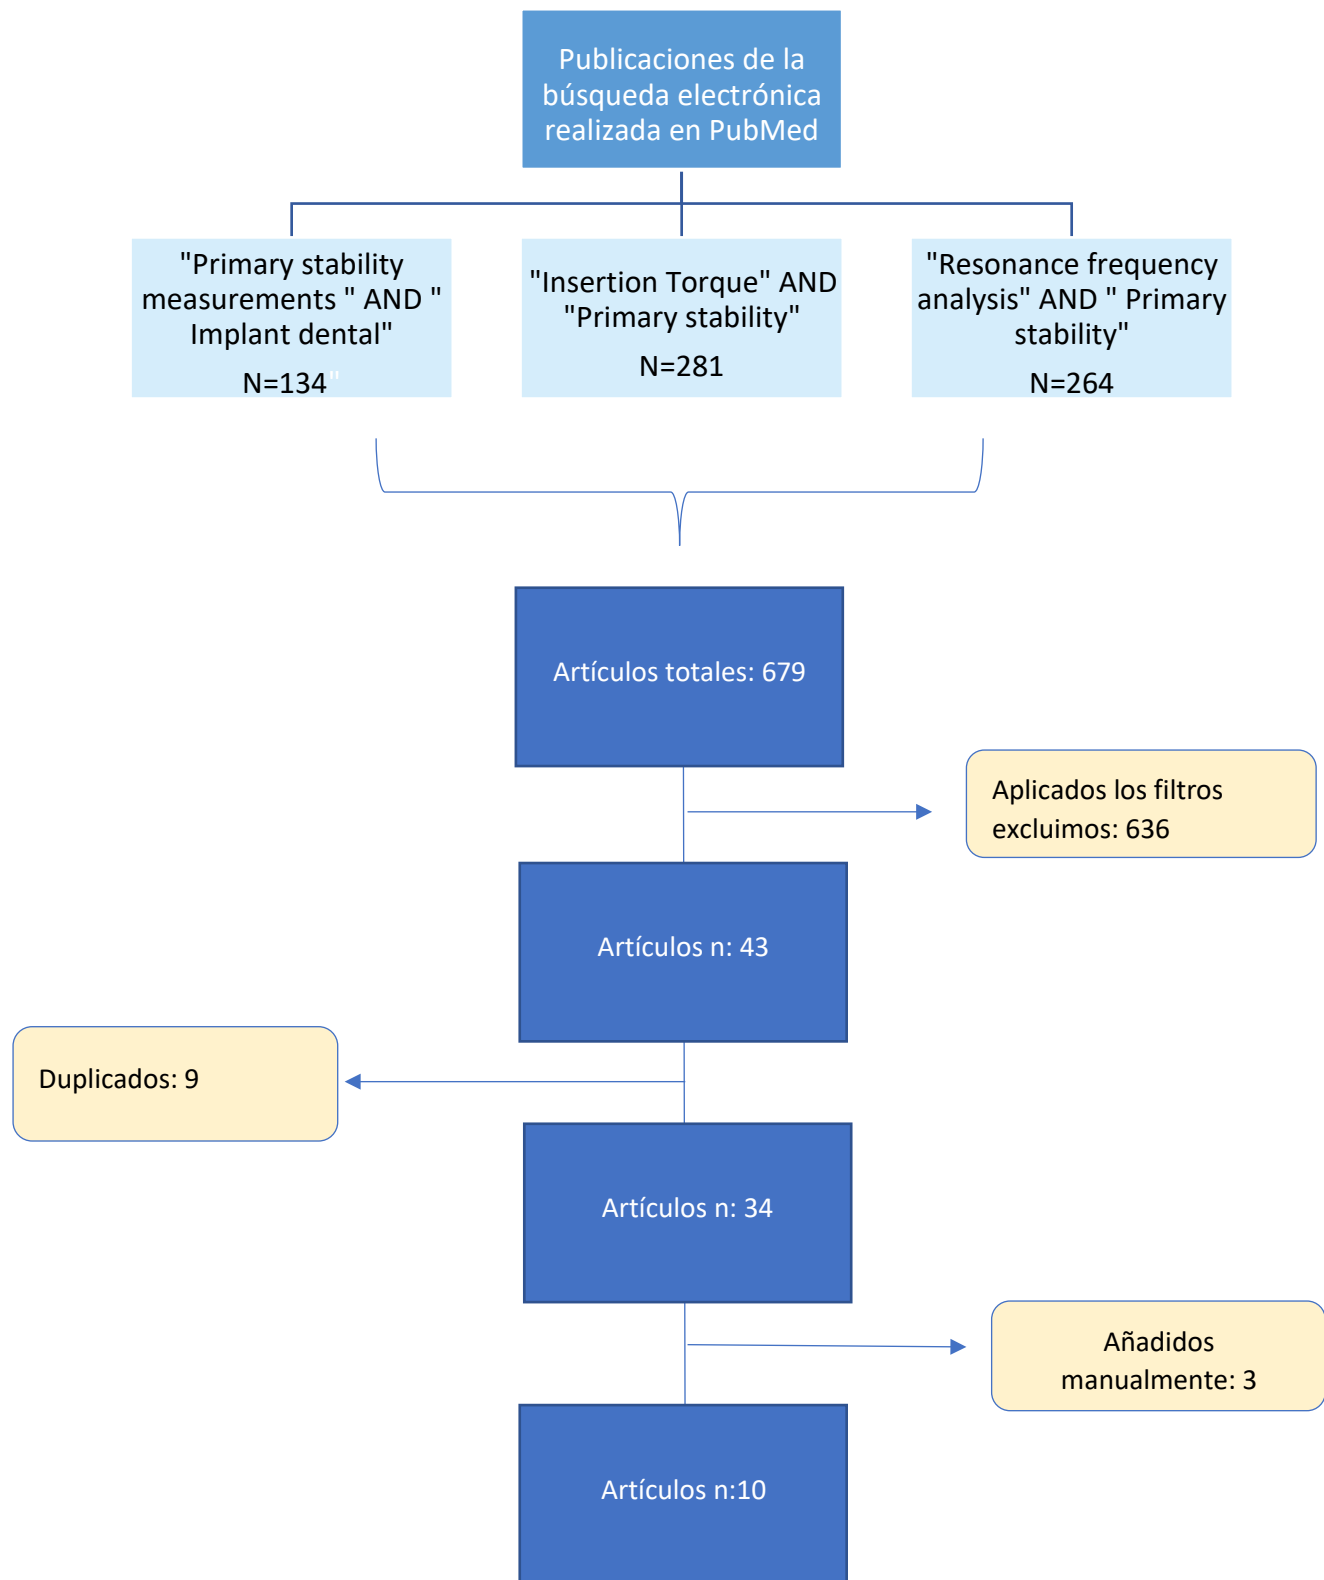 Publicaciones de la
búsqueda electrónica
realizada en PubMed
"Primary stability
measurements " AND "
Implant dental"
N=134"
"Insertion Torque" AND
"Primary stability"
N=281
"Resonance frequency
analysis" AND " Primary
stability"
N=264
Artículos totales: 679
Aplicados los filtros
excluimos: 636
Artículos n: 43
Duplicados: 9
Artículos n: 34
Añadidos
manualmente: 3
Artículos n:10